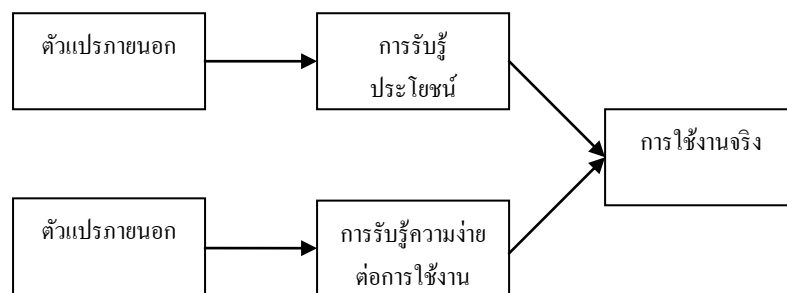 ตัวแปรภายนอก
การรับรู้
ประโยชน์
การใช้งานจริง
ตัวแปรภายนอก
การรับรู้ความง่าย
ต่อการใช้งาน